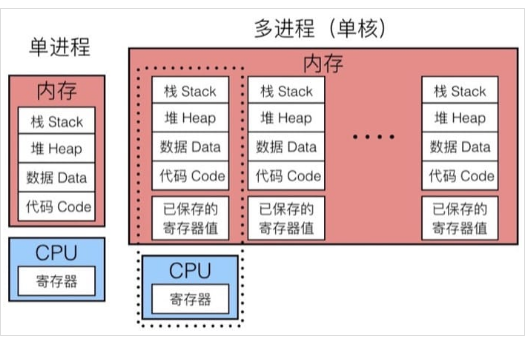 单进程
内存
栈 Stack
堆 Heap
数据 Data
代码 Code
CPU
寄存器
多进程（单核）
内存
栈 Stack
堆 Heap
数据 Data
代码 Code
已保存的
寄存器值
CPU
寄存器
栈 Stack
堆 Heap
数据 Data
代码 Code
已保存的
寄存器值
栈 Stack
堆 Heap
数据 Data
代码 Code
已保存的
寄存器值